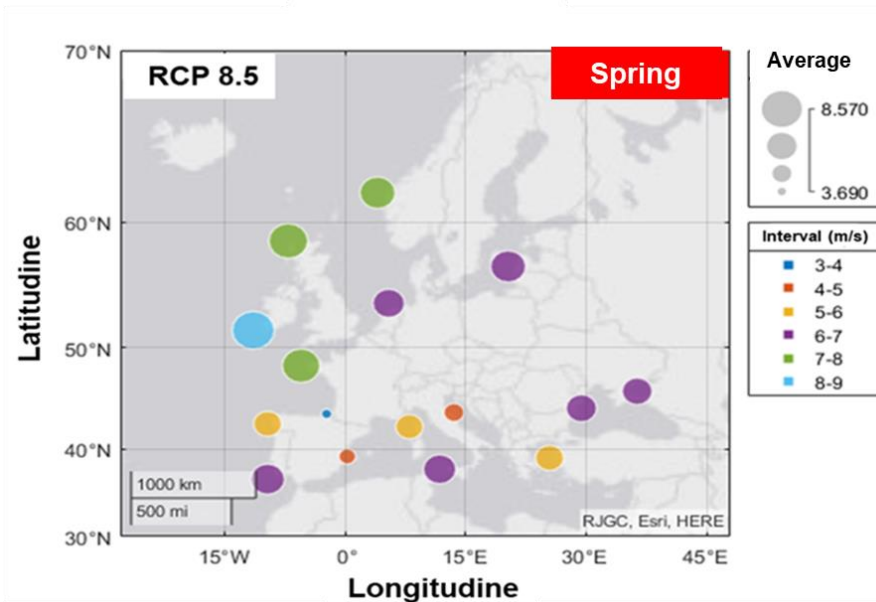 RCP 8.5
Spring
70°N
60°N
50°N
40°N
30°N
Latitudine
15°W
0°
15°E
30°E
45°E
Longitudine
1000 km
500 mi
RJGC, Esri, HERE
Average
8.570
3.690
Interval (m/s)
3-4
4-5
5-6
6-7
7-8
8-9